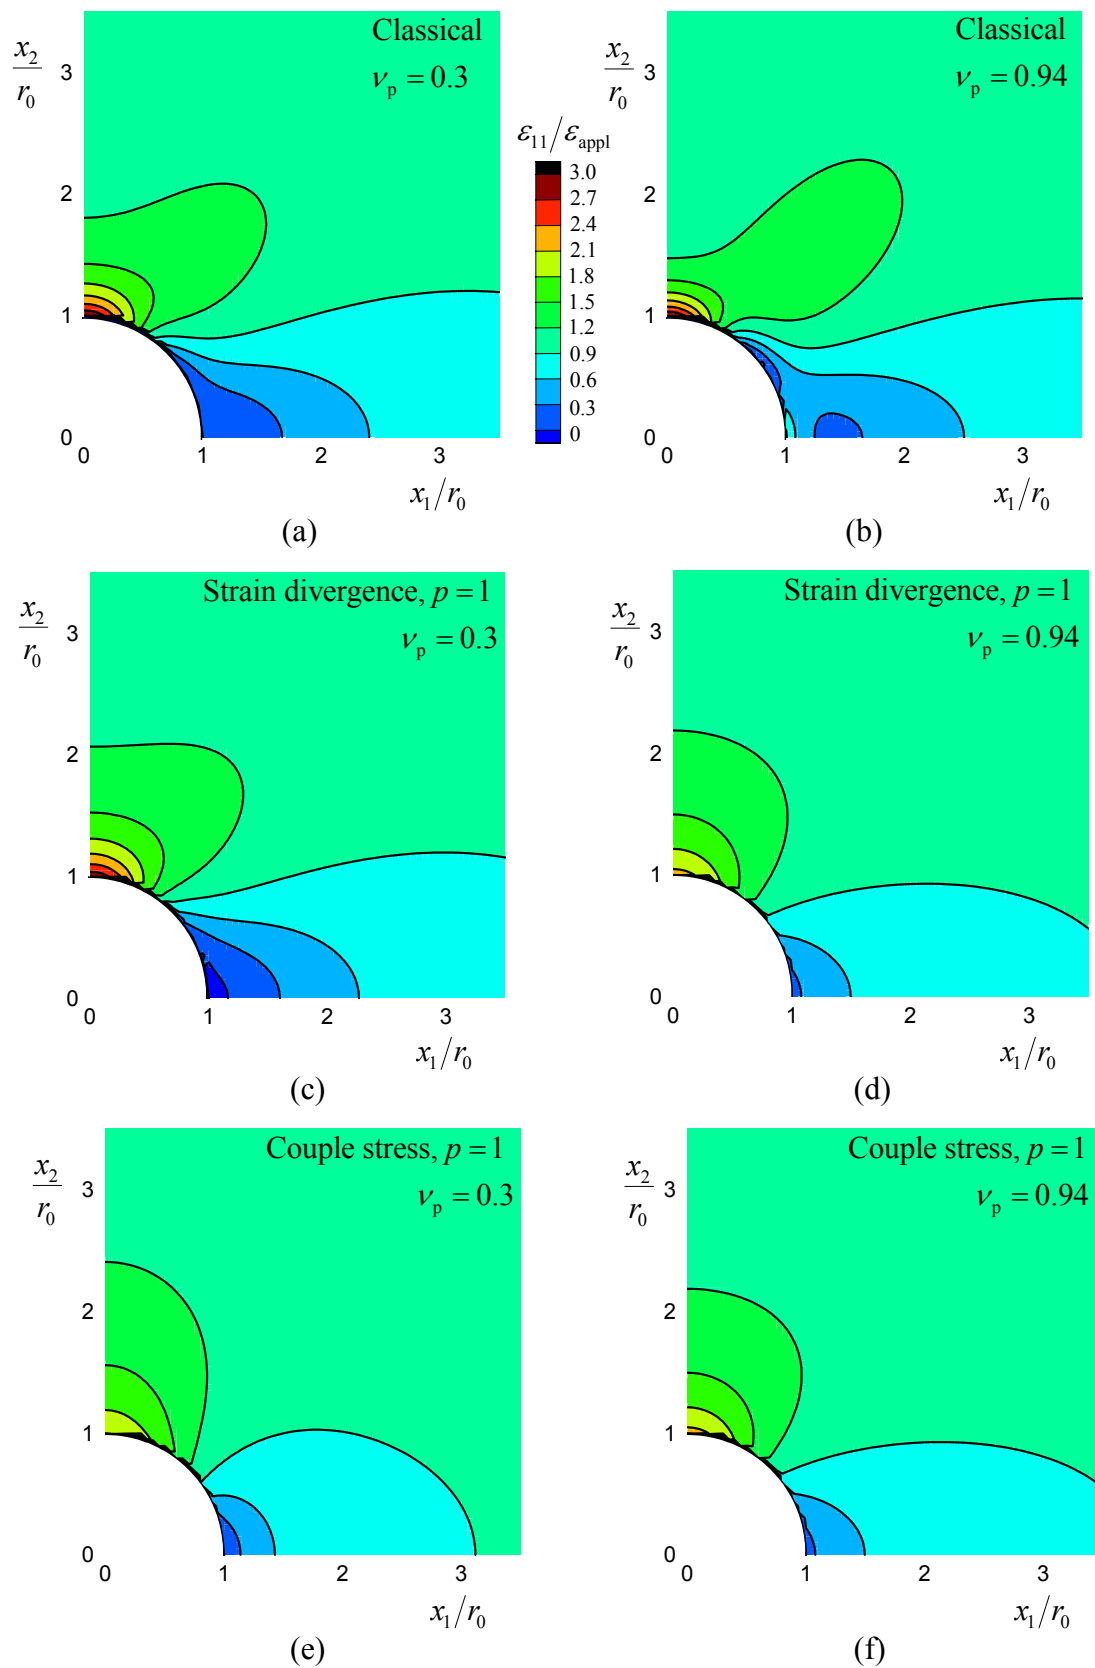 Classical
ν_p = 0.3
x_2/r_0
3
2
1
0
0 1 2 3
x_1/r_0
(a)
ε_11/ε_appl
3.0
2.7
2.4
2.1
1.8
1.5
1.2
0.9
0.6
0.3
0
Classical
ν_p = 0.94
x_2/r_0
3
2
1
0
0 1 2 3
x_1/r_0
(b)
Strain divergence, p = 1
ν_p = 0.3
x_2/r_0
3
2
1
0
0 1 2 3
x_1/r_0
(c)
Strain divergence, p = 1
ν_p = 0.94
x_2/r_0
3
2
1
0
0 1 2 3
x_1/r_0
(d)
Couple stress, p = 1
ν_p = 0.3
x_2/r_0
3
2
1
0
0 1 2 3
x_1/r_0
(e)
Couple stress, p = 1
ν_p = 0.94
x_2/r_0
3
2
1
0
0 1 2 3
x_1/r_0
(f)